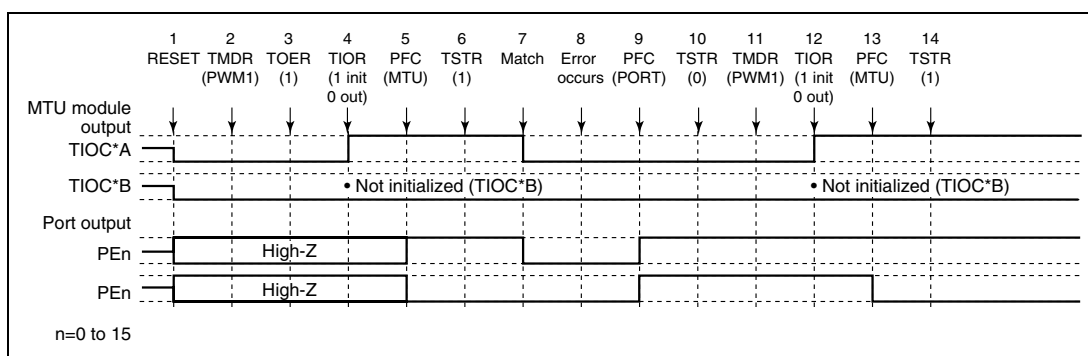 1 2 3 4 5 6 7 8 9 10 11 12 13 14
RESET TMDR TOER TIOR PFC TSTR Match Error PFC TSTR TMDR TIOR PFC TSTR
(PWM1) (1) (1 init (MTU) (1) occurs (PORT) (0) (PWM1) (1 init (MTU) (1)
0 out) 0 out)
MTU module
output
TIOC*A
TIOC*B • Not initialized (TIOC*B) • Not initialized (TIOC*B)
Port output
PEn High-Z
PEn High-Z
n=0 to 15